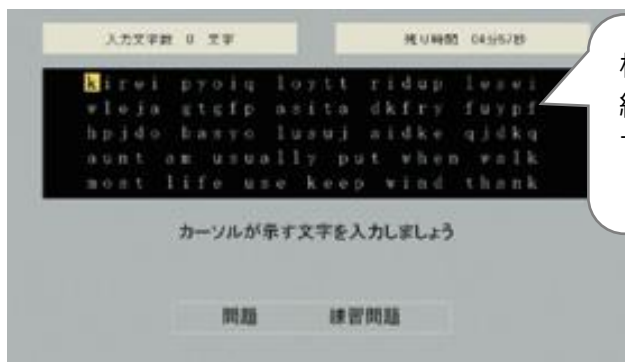 入力文字数 0 文字
残り時間 04分57秒
kirwi pyoiq loytt ridup lwswi
wloja gtgfp asita dkfry fuypf
hpjdo basyo lusuj aidke qjdkq
aunt am usually put when walk
most life use keep wind thank
カーソルが示す文字を入力しましょう
問題 練習問題